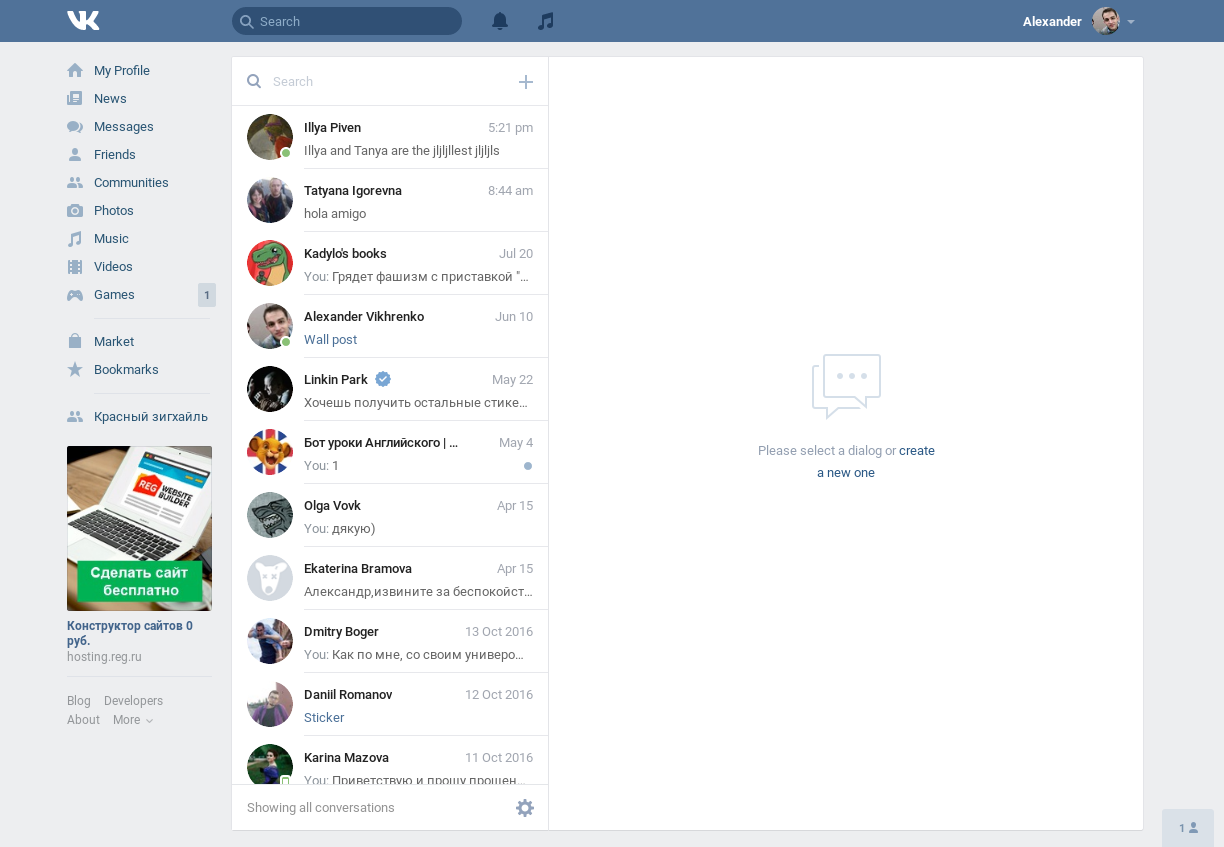 Search
Alexander
My Profile
News
Messages
Friends
Communities
Photos
Music
Videos
Games
1
Market
Bookmarks
Красный зигхайль
REG WEBSITE BUILDER
Сделать сайт
бесплатно
Конструктор сайтов 0
руб.
hosting.reg.ru
Blog Developers
About More
Search
Illya Piven 5:21 pm
Illya and Tanya are the jljljllest jljljls
Tatyana Igorevna 8:44 am
hola amigo
Kadylo's books Jul 20
You: Грядет фашизм с приставкой "...
Alexander Vikhrenko Jun 10
Wall post
Linkin Park May 22
Хочешь получить остальные стике...
Бот уроки Английского | ... May 4
You: 1
Olga Vovk Apr 15
You: дякую)
Ekaterina Bramova Apr 15
Александр,извините за беспокойст...
Dmitry Boger 13 Oct 2016
You: Как по мне, со своим универо...
Daniil Romanov 12 Oct 2016
Sticker
Karina Mazova 11 Oct 2016
You: Приветствую и прошу прощен...
Showing all conversations
Please select a dialog or create
a new one
1